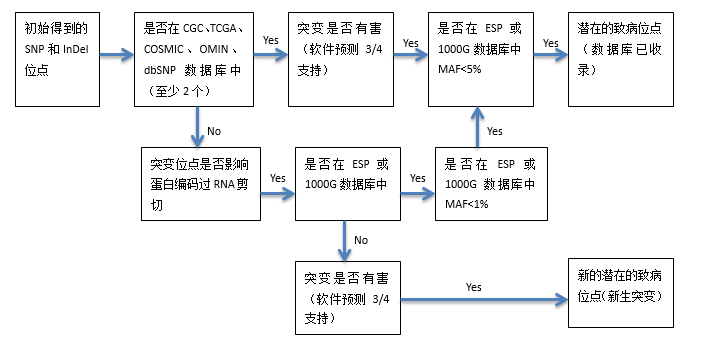 初始得到的
SNP 和 InDel
位点
是否在 CGC、TCGA、
COSMIC、OMIN、
dbSNP 数据库中
（至少 2 个）
Yes
突变是否有害
（软件预测 3/4
支持）
Yes
是否在 ESP 或
1000G 数据库中
MAF<5%
Yes
潜在的致病位点
（数据库已收
录）
No
Yes
突变位点是否影响
蛋白编码过 RNA 剪
切
Yes
是否在 ESP 或
1000G 数据库中
Yes
是否在 ESP 或
1000G 数据库中
MAF<1%
No
突变是否有害
（软件预测 3/4
支持）
Yes
新的潜在的致病
位点（新生突变）